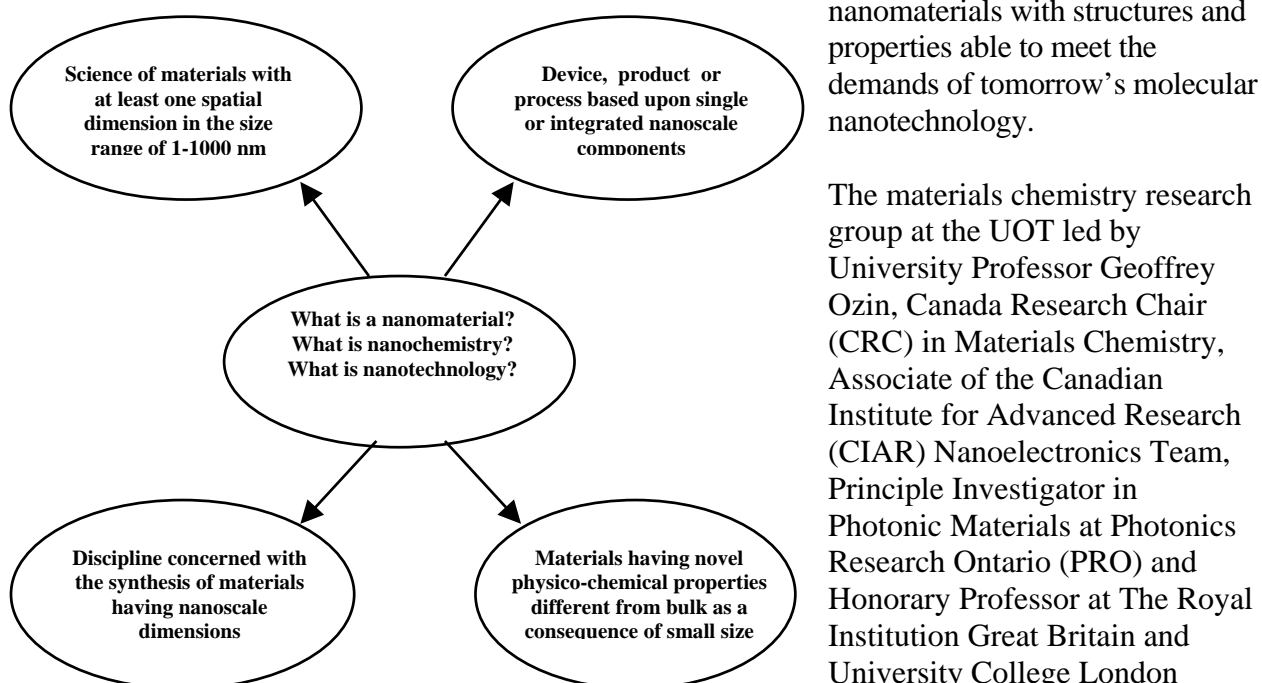 Science of materials with
at least one spatial
dimension in the size
range of 1-1000 nm
Device, product or
process based upon single
or integrated nanoscale
components
What is a nanomaterial?
What is nanochemistry?
What is nanotechnology?
Discipline concerned with
the synthesis of materials
having nanoscale
dimensions
Materials having novel
physico-chemical properties
different from bulk as a
consequence of small size
nanomaterials with structures and
properties able to meet the
demands of tomorrow’s molecular
nanotechnology.
The materials chemistry research
group at the UOT led by
University Professor Geoffrey
Ozin, Canada Research Chair
(CRC) in Materials Chemistry,
Associate of the Canadian
Institute for Advanced Research
(CIAR) Nanoelectronics Team,
Principle Investigator in
Photonic Materials at Photonics
Research Ontario (PRO) and
Honorary Professor at The Royal
Institution Great Britain and
University College London